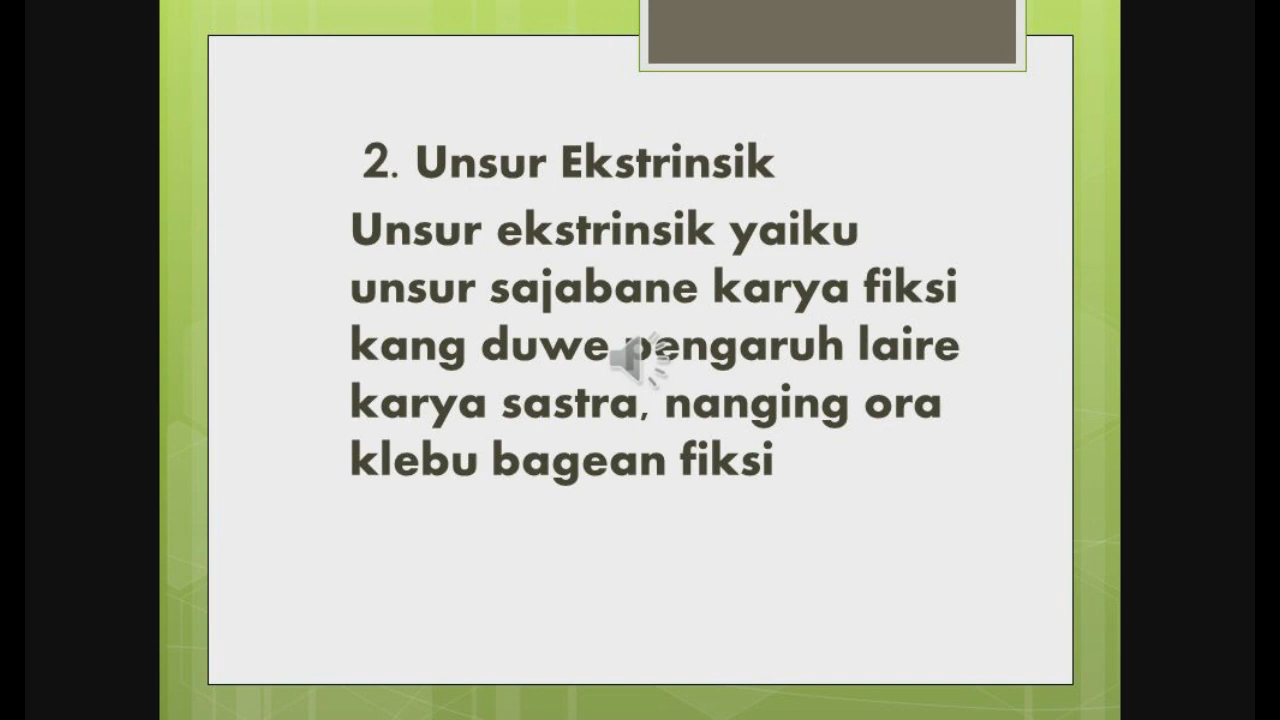 2. Unsur Ekstrinsik
Unsur ekstrinsik yaiku
unsur sajabane karya fiksi
kang duwe pengaruh laire
karya sastra, nanging ora
klebu bagean fiksi